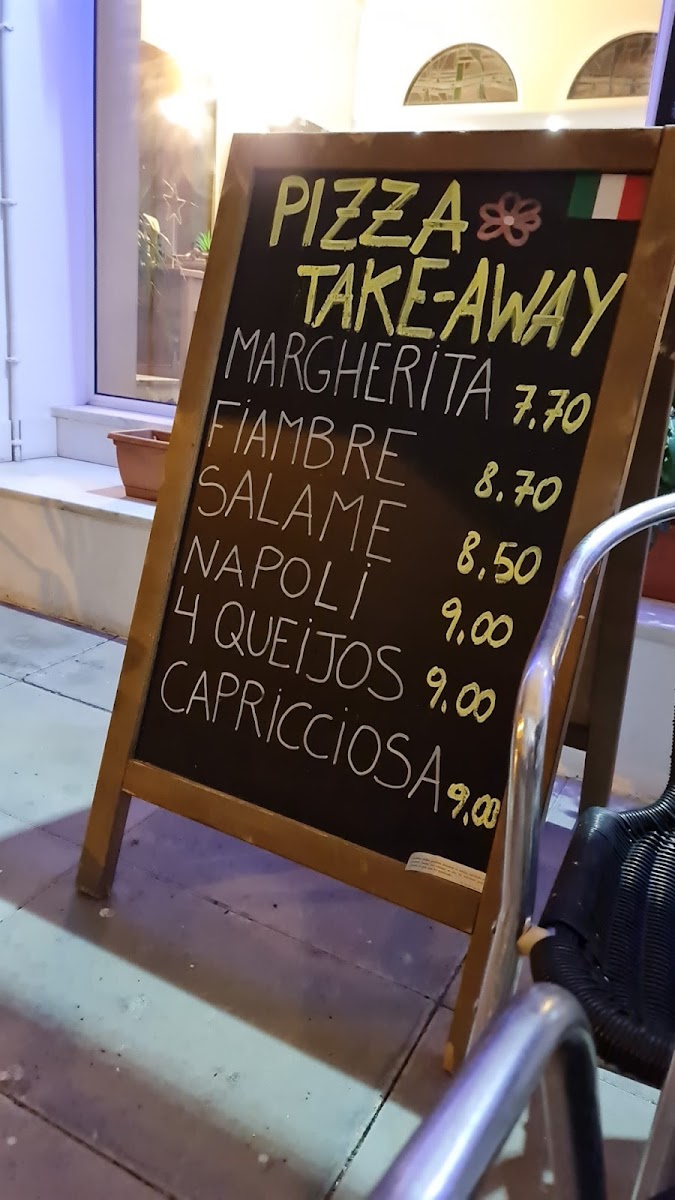 PIZZA
TAKE-AWAY
MARGHERITA 7,70
FIAMBRE 8,70
SALAME 8,50
NAPOLI 9,00
4 QUEIJOS 9,00
CAPRICCIOSA 9,00